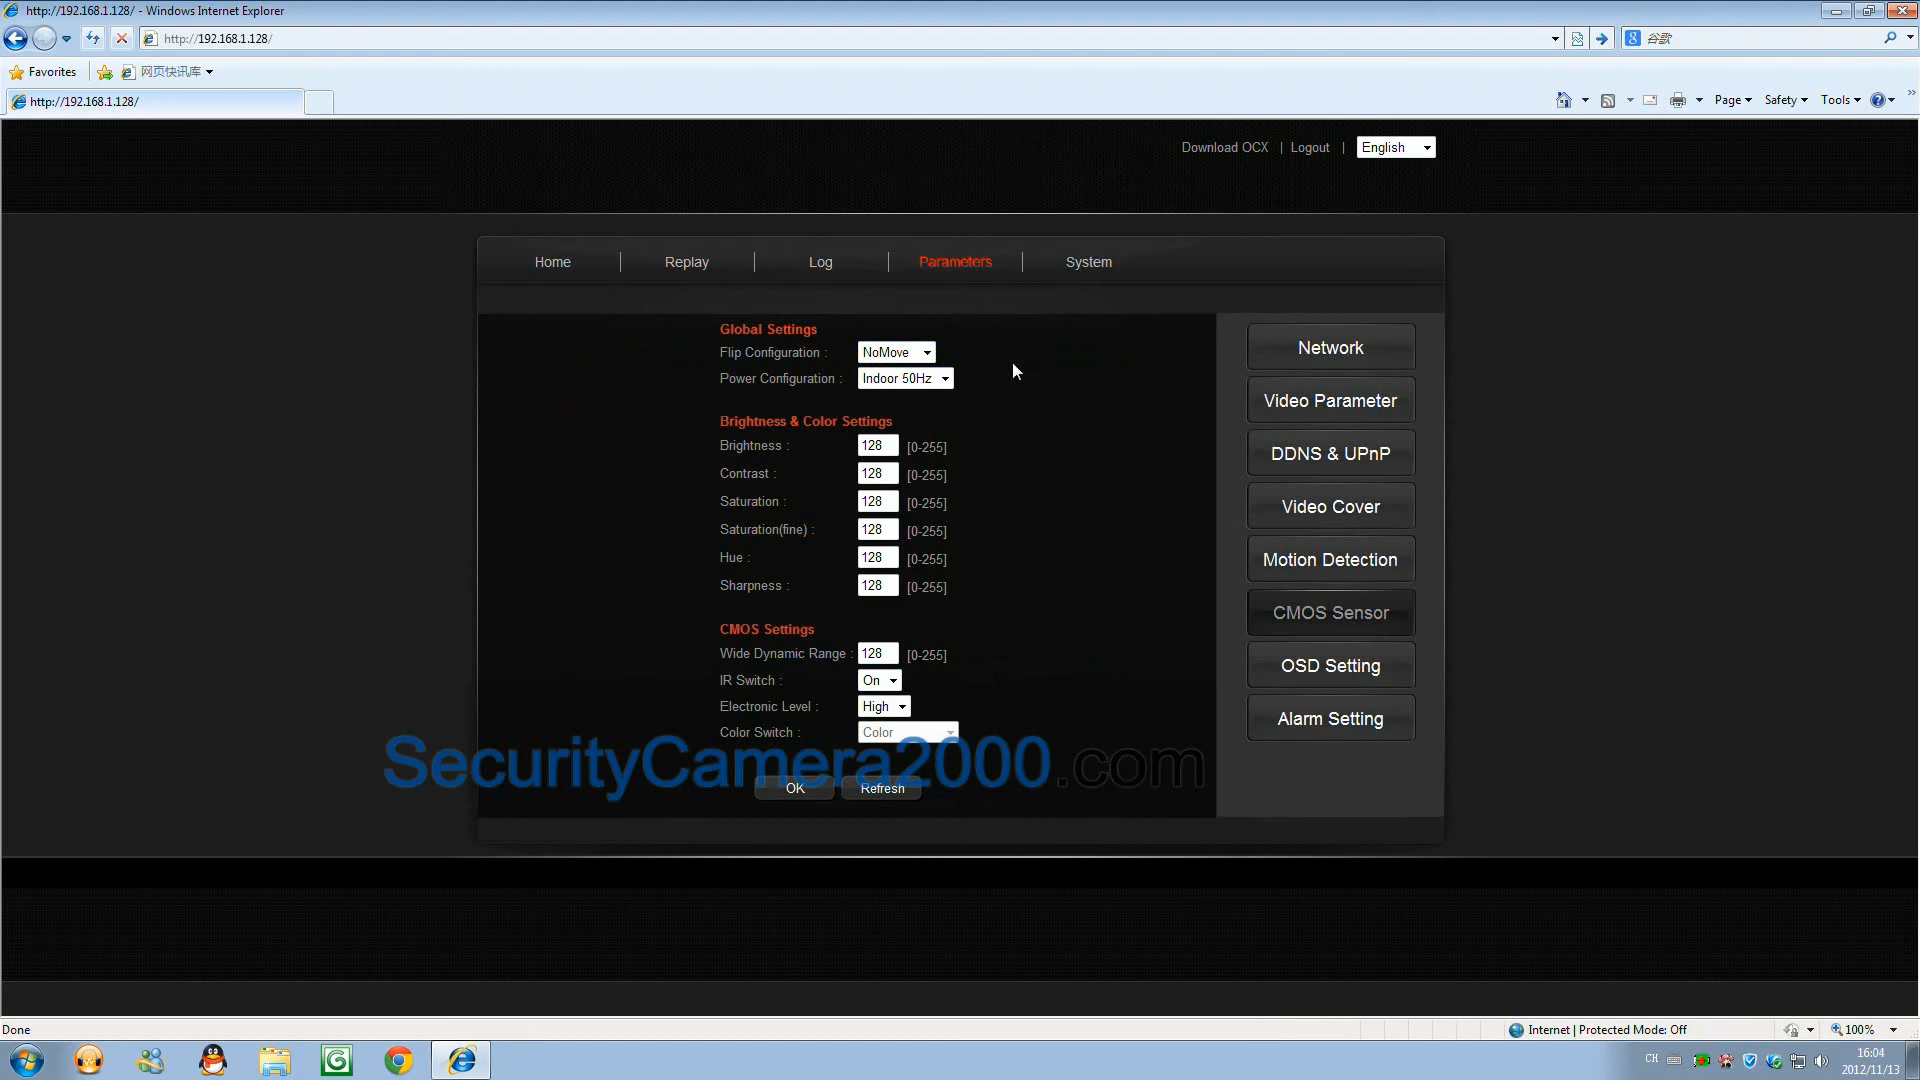 http://192.168.1.128/ - Windows Internet Explorer
http://192.168.1.128/
谷歌
Favorites
网页快讯库
http://192.168.1.128/
Page
Safety
Tools
Download OCX | Logout | English
Home | Replay | Log | Parameters | System
Global Settings
Flip Configuration : NoMove
Power Configuration : Indoor 50Hz
Brightness & Color Settings
Brightness : 128 [0-255]
Contrast : 128 [0-255]
Saturation : 128 [0-255]
Saturation(fine) : 128 [0-255]
Hue : 128 [0-255]
Sharpness : 128 [0-255]
CMOS Settings
Wide Dynamic Range : 128 [0-255]
IR Switch : On
Electronic Level : High
Color Switch : Color
SecurityCamera2000.com
OK Refresh
Network
Video Parameter
DDNS & UPnP
Video Cover
Motion Detection
CMOS Sensor
OSD Setting
Alarm Setting
Done
Internet | Protected Mode: Off
100%
CH
16:04
2012/11/13